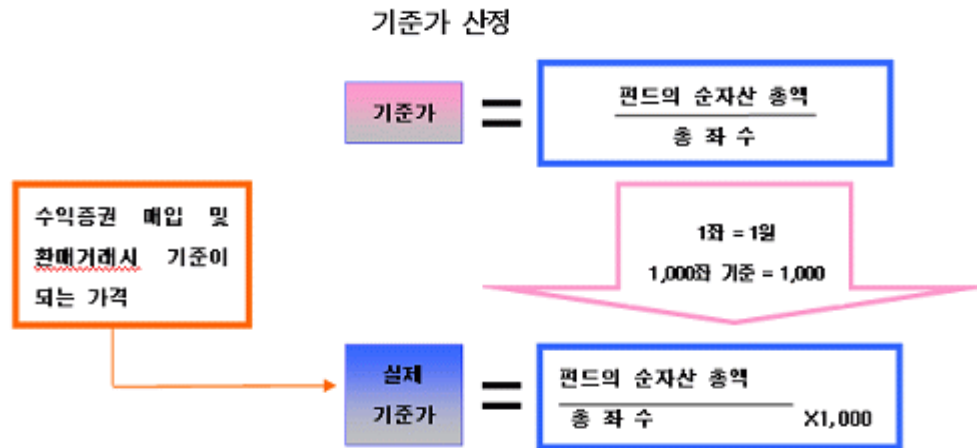 기준가 산정
기준가
=
펀드의 순자산 총액
총 좌 수
수익증권 매입 및
환매거래시 기준이
되는 가격
1좌 = 1원
1,000좌 기준 = 1,000
실제
기준가
=
펀드의 순자산 총액
총 좌 수 X1,000